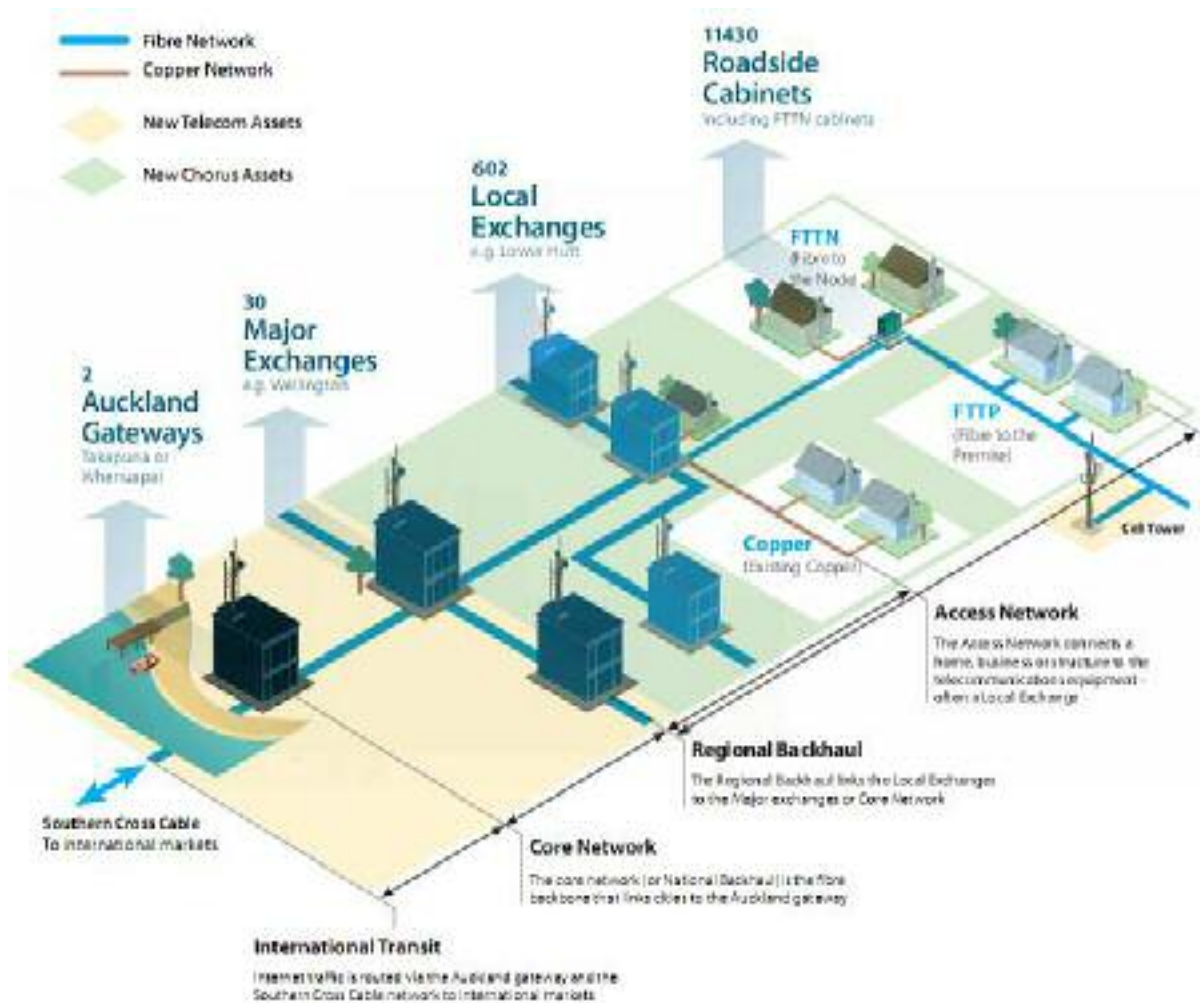 Fibre Network
Copper Network
New Telecom Assets
New Chorus Assets
11430
Roadside
Cabinets
Including FTTN cabinets
602
Local
Exchanges
e.g. Lower Hutt
30
Major
Exchanges
e.g. Wellington
2
Auckland
Gateways
Takapuna or
Whenuapai
FTTN
(Fibre to
the Node)
FTTP
(Fibre to the
Premise)
Copper
(Existing Copper)
Cell Tower
Access Network
The Access Network connects a
home, business or structure to the
telecommunications equipment -
often a Local Exchange
Regional Backhaul
The Regional Backhaul links the Local Exchanges
to the Major exchanges or Core Network
Core Network
The core network (or National Backhaul) is the fibre
backbone that links cities to the Auckland gateway
Southern Cross Cable
To international markets
International Transit
Internet traffic is routed via the Auckland gateway and the
Southern Cross Cable network to international markets